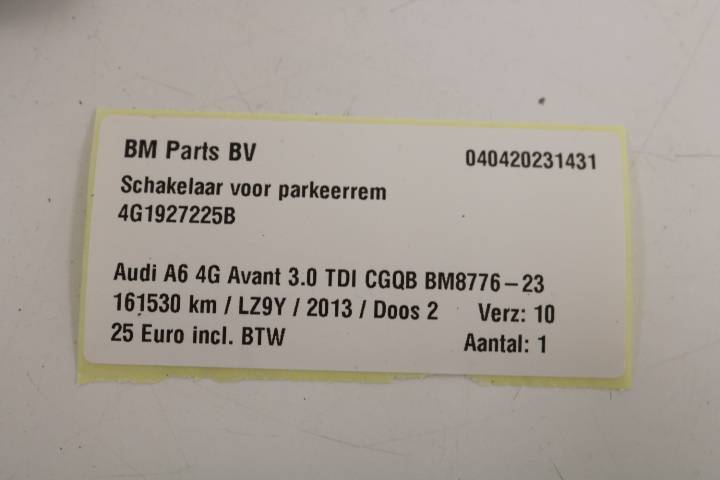 BM Parts BV 040420231431
Schakelaar voor parkeerrem
4G1927225B
Audi A6 4G Avant 3.0 TDI CGQB BM8776-23
161530 km / LZ9Y / 2013 / Doos 2 Verz: 10
25 Euro incl. BTW Aantal: 1